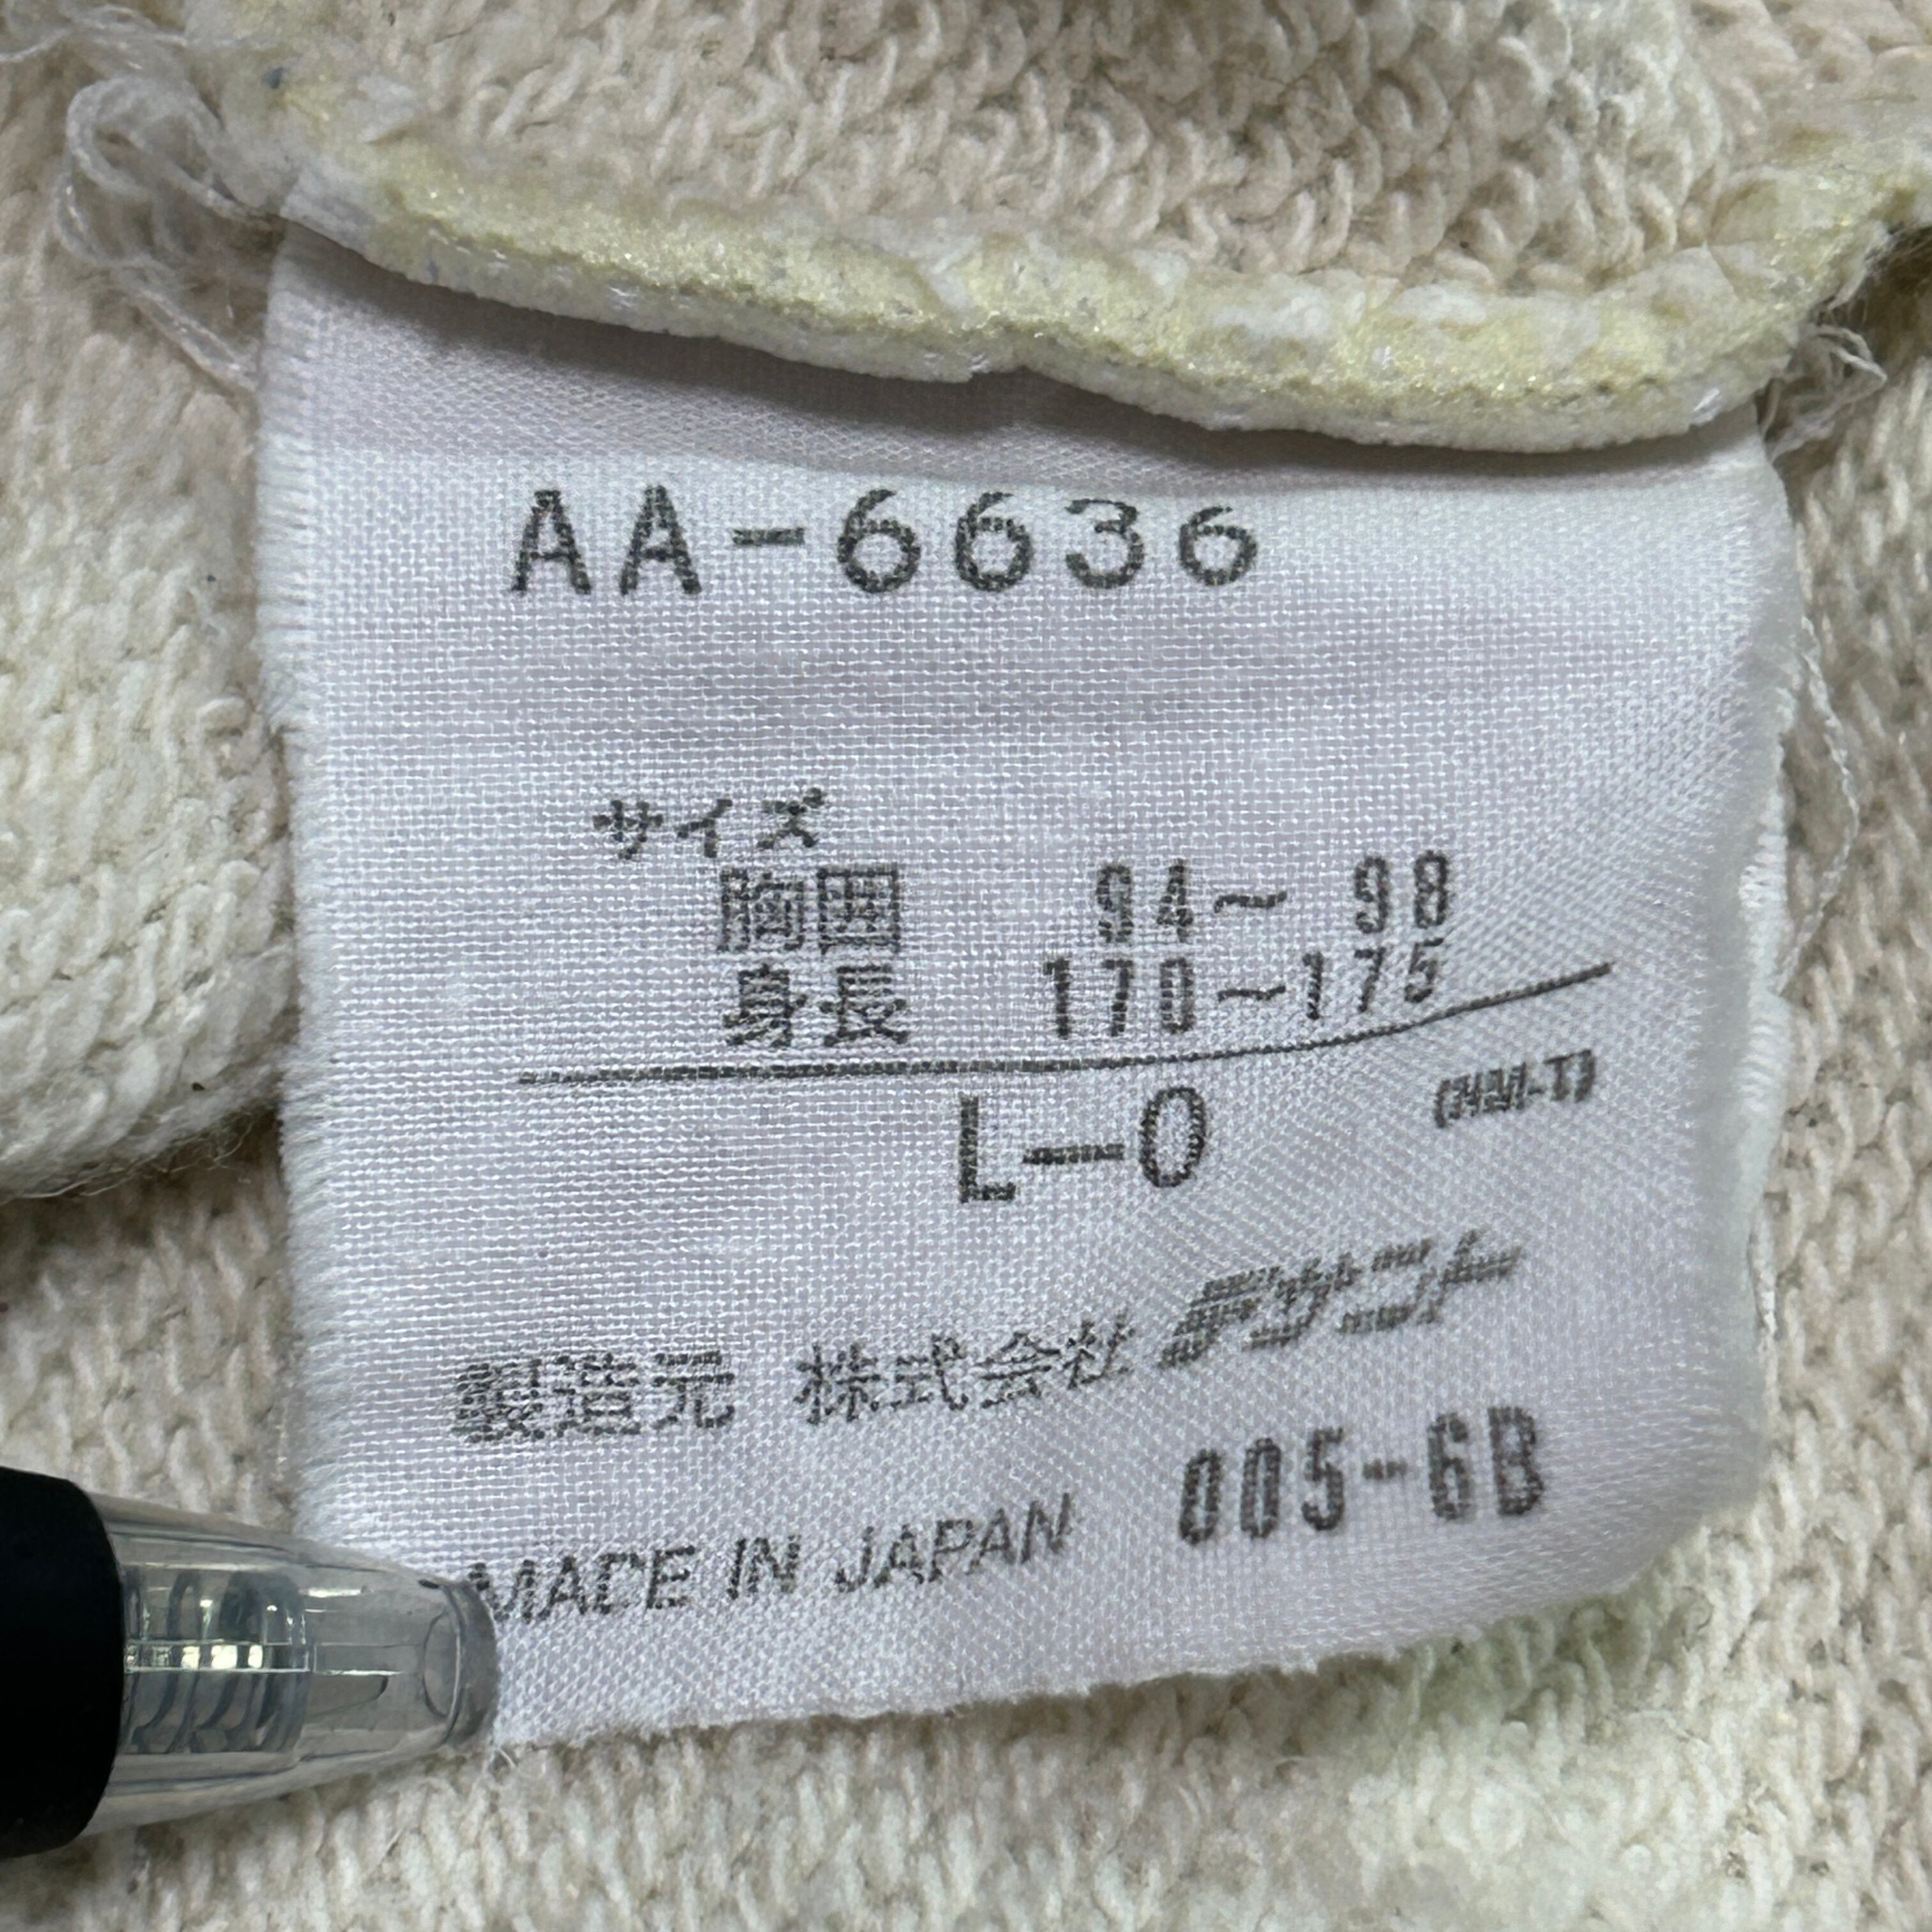 AA-6636
サイズ
胸囲 94～ 98
身長 170～175
L-O
製造元 株式会社 デサント
MADE IN JAPAN 005-6B